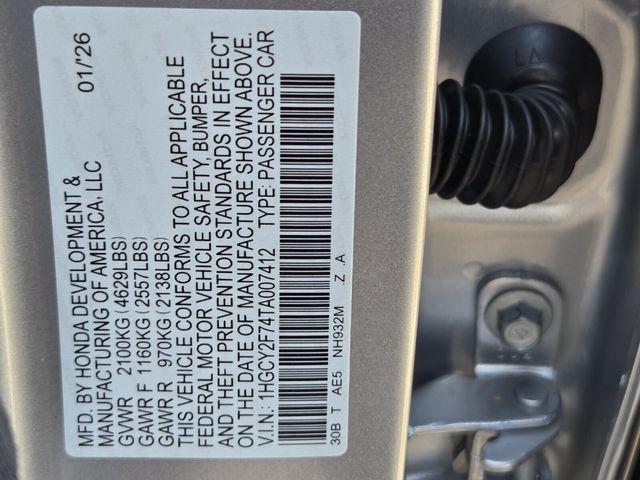 MFD. BY HONDA DEVELOPMENT & 01/'26
MANUFACTURING OF AMERICA, LLC
GVWR 2100KG (4629LBS)
GAWR F 1160KG (2557LBS)
GAWR R 970KG (2138LBS)
THIS VEHICLE CONFORMS TO ALL APPLICABLE
FEDERAL MOTOR VEHICLE SAFETY, BUMPER,
AND THEFT PREVENTION STANDARDS IN EFFECT
ON THE DATE OF MANUFACTURE SHOWN ABOVE.
V.I.N.: 1HGCY2F74TA007412 TYPE: PASSENGER CAR
30B T AE5 NH932M Z .A
LA